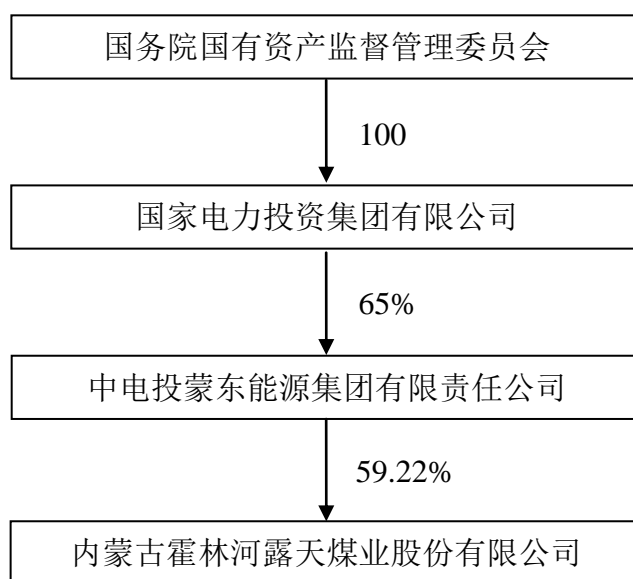 国务院国有资产监督管理委员会
100
国家电力投资集团有限公司
65%
中电投蒙东能源集团有限责任公司
59.22%
内蒙古霍林河露天煤业股份有限公司